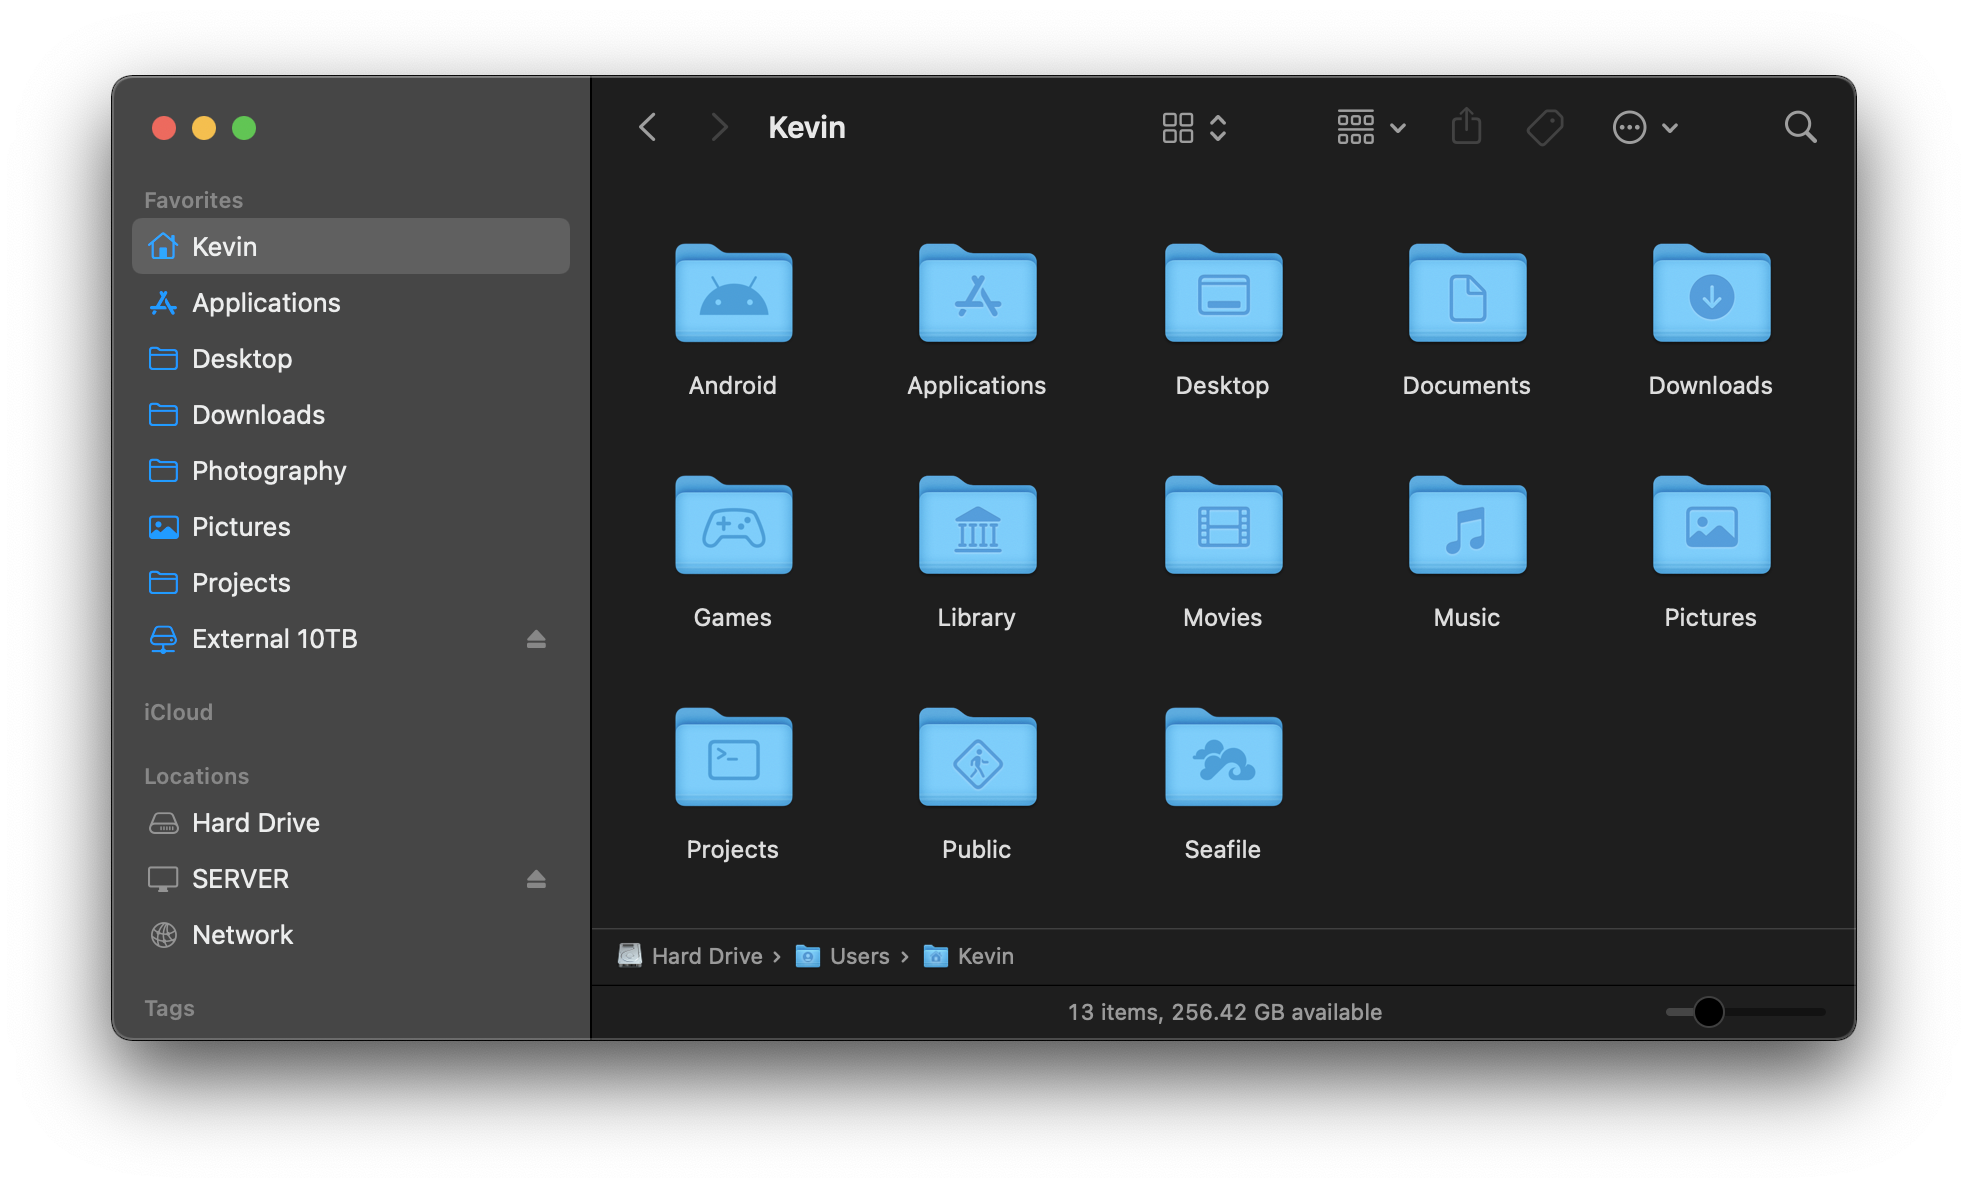 Kevin
Favorites
Kevin
Applications
Desktop
Downloads
Photography
Pictures
Projects
External 10TB
iCloud
Locations
Hard Drive
SERVER
Network
Tags
Android Applications Desktop Documents Downloads
Games Library Movies Music Pictures
Projects Public Seafile
Hard Drive › Users › Kevin
13 items, 256.42 GB available